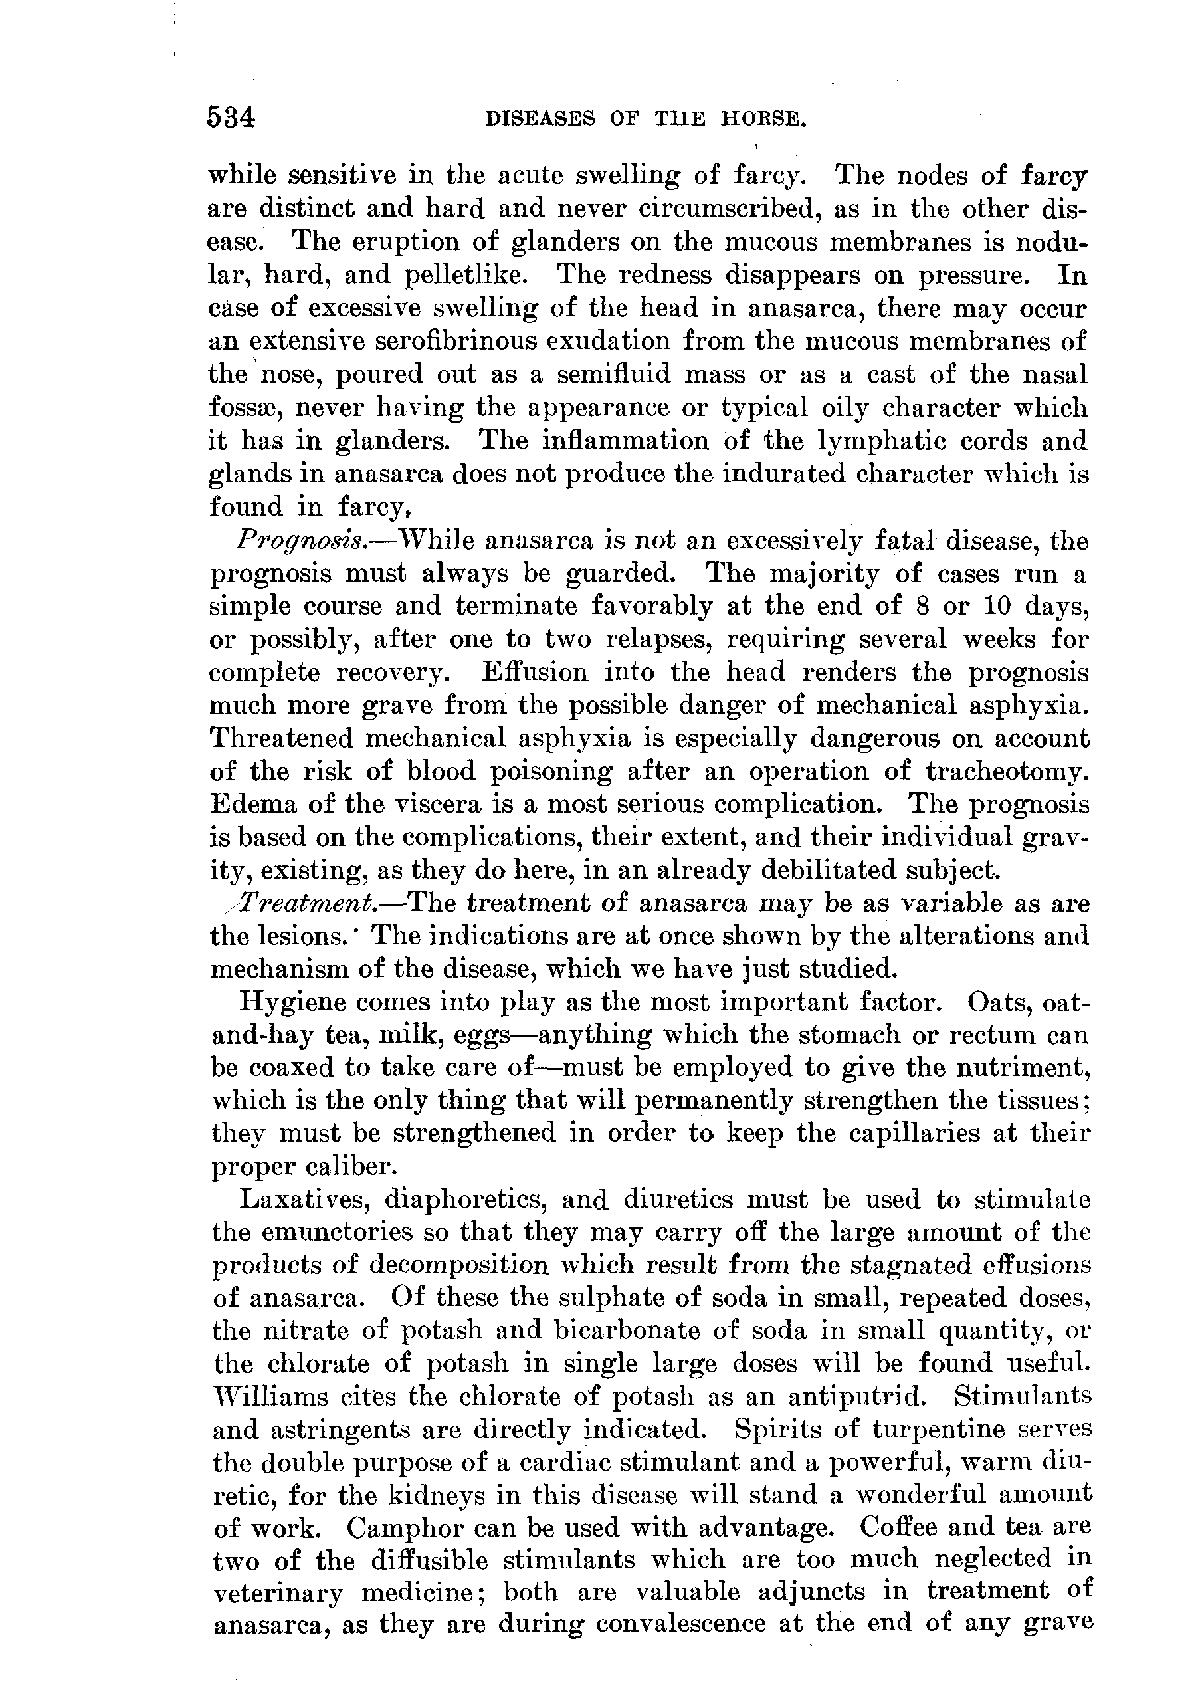 534 DISEASES OF THE HORSE.
while sensitive in the acute swelling of farcy. The nodes of farcy
are distinct and hard and never circumscribed, as in the other dis-
ease. The eruption of glanders on the mucous membranes is nodu-
lar, hard, and pelletlike. The redness disappears on pressure. In
case of excessive swelling of the head in anasarca, there may occur
an extensive serofibrinous exudation from the mucous membranes of
the nose, poured out as a semifluid mass or as a cast of the nasal
fossæ, never having the appearance or typical oily character which
it has in glanders. The inflammation of the lymphatic cords and
glands in anasarca does not produce the indurated character which is
found in farcy,
Prognosis.—While anasarca is not an excessively fatal disease, the
prognosis must always be guarded. The majority of cases run a
simple course and terminate favorably at the end of 8 or 10 days,
or possibly, after one to two relapses, requiring several weeks for
complete recovery. Effusion into the head renders the prognosis
much more grave from the possible danger of mechanical asphyxia.
Threatened mechanical asphyxia is especially dangerous on account
of the risk of blood poisoning after an operation of tracheotomy.
Edema of the viscera is a most serious complication. The prognosis
is based on the complications, their extent, and their individual grav-
ity, existing, as they do here, in an already debilitated subject.
Treatment.—The treatment of anasarca may be as variable as are
the lesions. The indications are at once shown by the alterations and
mechanism of the disease, which we have just studied.
Hygiene comes into play as the most important factor. Oats, oat-
and-hay tea, milk, eggs—anything which the stomach or rectum can
be coaxed to take care of—must be employed to give the nutriment,
which is the only thing that will permanently strengthen the tissues;
they must be strengthened in order to keep the capillaries at their
proper caliber.
Laxatives, diaphoretics, and diuretics must be used to stimulate
the emunctories so that they may carry off the large amount of the
products of decomposition which result from the stagnated effusions
of anasarca. Of these the sulphate of soda in small, repeated doses,
the nitrate of potash and bicarbonate of soda in small quantity, or
the chlorate of potash in single large doses will be found useful.
Williams cites the chlorate of potash as an antiputrid. Stimulants
and astringents are directly indicated. Spirits of turpentine serves
the double purpose of a cardiac stimulant and a powerful, warm diu-
retic, for the kidneys in this disease will stand a wonderful amount
of work. Camphor can be used with advantage. Coffee and tea are
two of the diffusible stimulants which are too much neglected in
veterinary medicine; both are valuable adjuncts in treatment of
anasarca, as they are during convalescence at the end of any grave